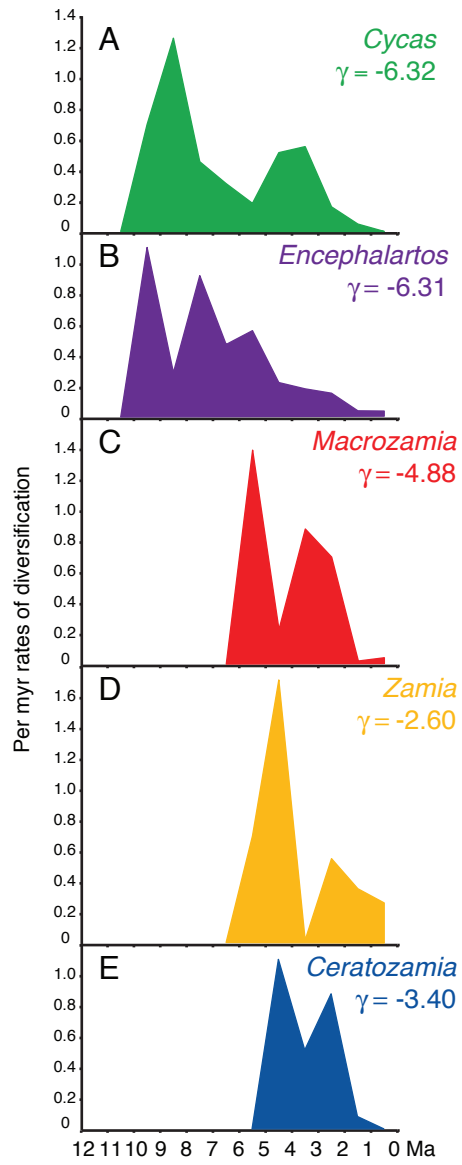 Per myr rates of diversification
A
Cycas
γ = -6.32
1.4
1.2
1.0
0.8
0.6
0.4
0.2
0
B
Encephalartos
γ = -6.31
1.0
0.8
0.6
0.4
0.2
0
C
Macrozamia
γ = -4.88
1.4
1.2
1.0
0.8
0.6
0.4
0.2
0
D
Zamia
γ = -2.60
1.6
1.4
1.2
1.0
0.8
0.6
0.4
0.2
0
E
Ceratozamia
γ = -3.40
1.0
0.8
0.6
0.4
0.2
0
12 11 10 9 8 7 6 5 4 3 2 1 0 Ma